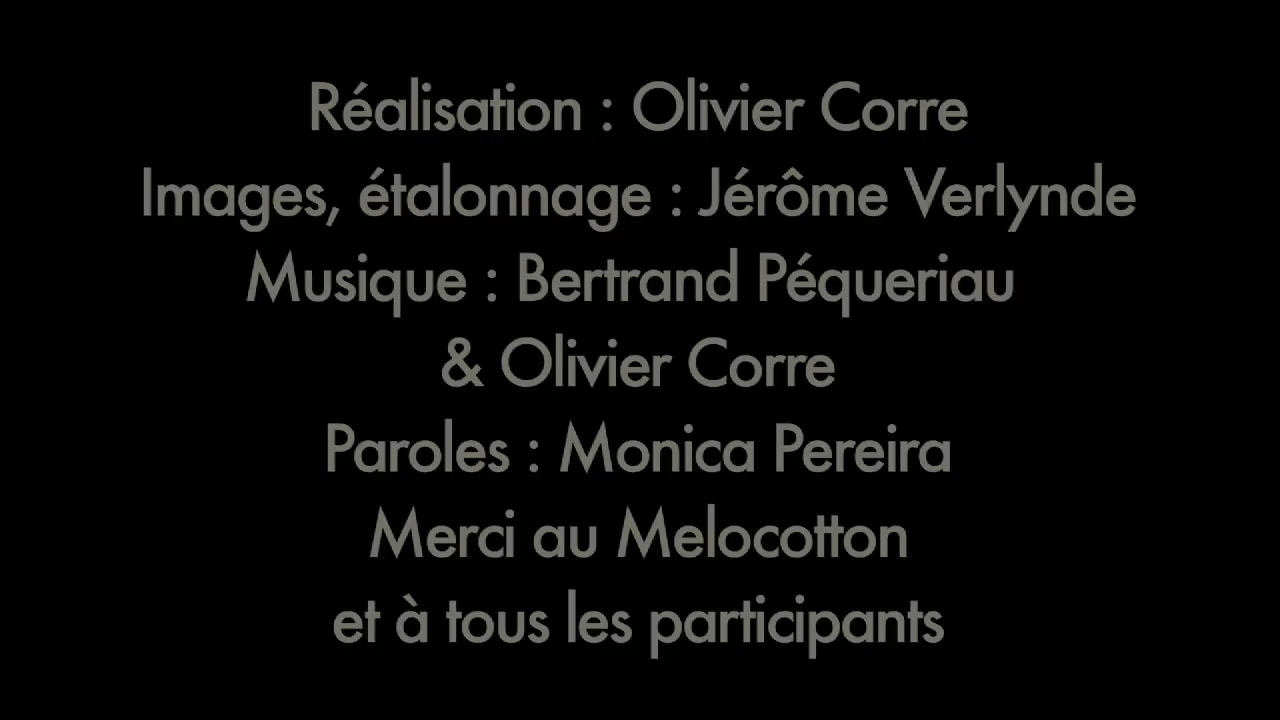 Réalisation : Olivier Corre
Images, étalonnage : Jérôme Verlynde
Musique : Bertrand Péqueriau
& Olivier Corre
Paroles : Monica Pereira
Merci au Melocotton
et à tous les participants